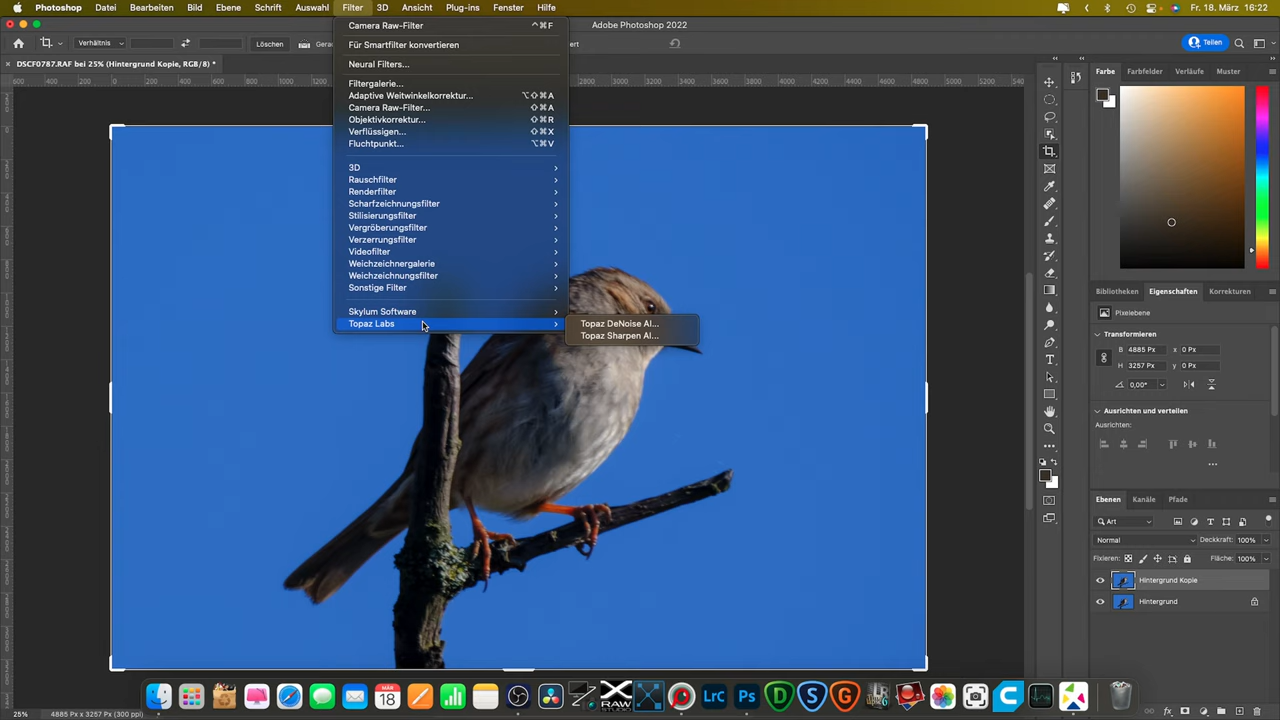 Photoshop Datei Bearbeiten Bild Ebene Schrift Auswahl Filter 3D Ansicht Plug-ins Fenster Hilfe Fr. 18. März 16:22
Adobe Photoshop 2022
Verhältnis Löschen Teilen
DSCF0787.RAF bei 25% (Hintergrund Kopie, RGB/8) *
Camera Raw-Filter ^⌘F
Für Smartfilter konvertieren
Neural Filters...
Filtergalerie...
Adaptive Weitwinkelkorrektur... ⌥⇧⌘A
Camera Raw-Filter... ⇧⌘A
Objektivkorrektur... ⇧⌘R
Verflüssigen... ⇧⌘X
Fluchtpunkt... ⌥⌘V
3D
Rauschfilter
Renderfilter
Scharfzeichnungsfilter
Stilisierungsfilter
Vergröberungsfilter
Verzerrungsfilter
Videofilter
Weichzeichnergalerie
Weichzeichnungsfilter
Sonstige Filter
Skylum Software
Topaz Labs
Topaz DeNoise AI...
Topaz Sharpen AI...
Farbe Farbfelder Verläufe Muster
Bibliotheken Eigenschaften Korrekturen
Pixelebene
Transformieren
B 4885 Px X 0 Px
H 3257 Px y 0 Px
0,00°
Ausrichten und verteilen
Ausrichten:
Ebenen Kanäle Pfade
Art
Normal Deckkraft: 100%
Fixieren: Fläche: 100%
Hintergrund Kopie
Hintergrund
MÄR
18
RAW
STUDIO
Lrc
Ps
25% 4885 Px x 3257 Px (300 ppi)